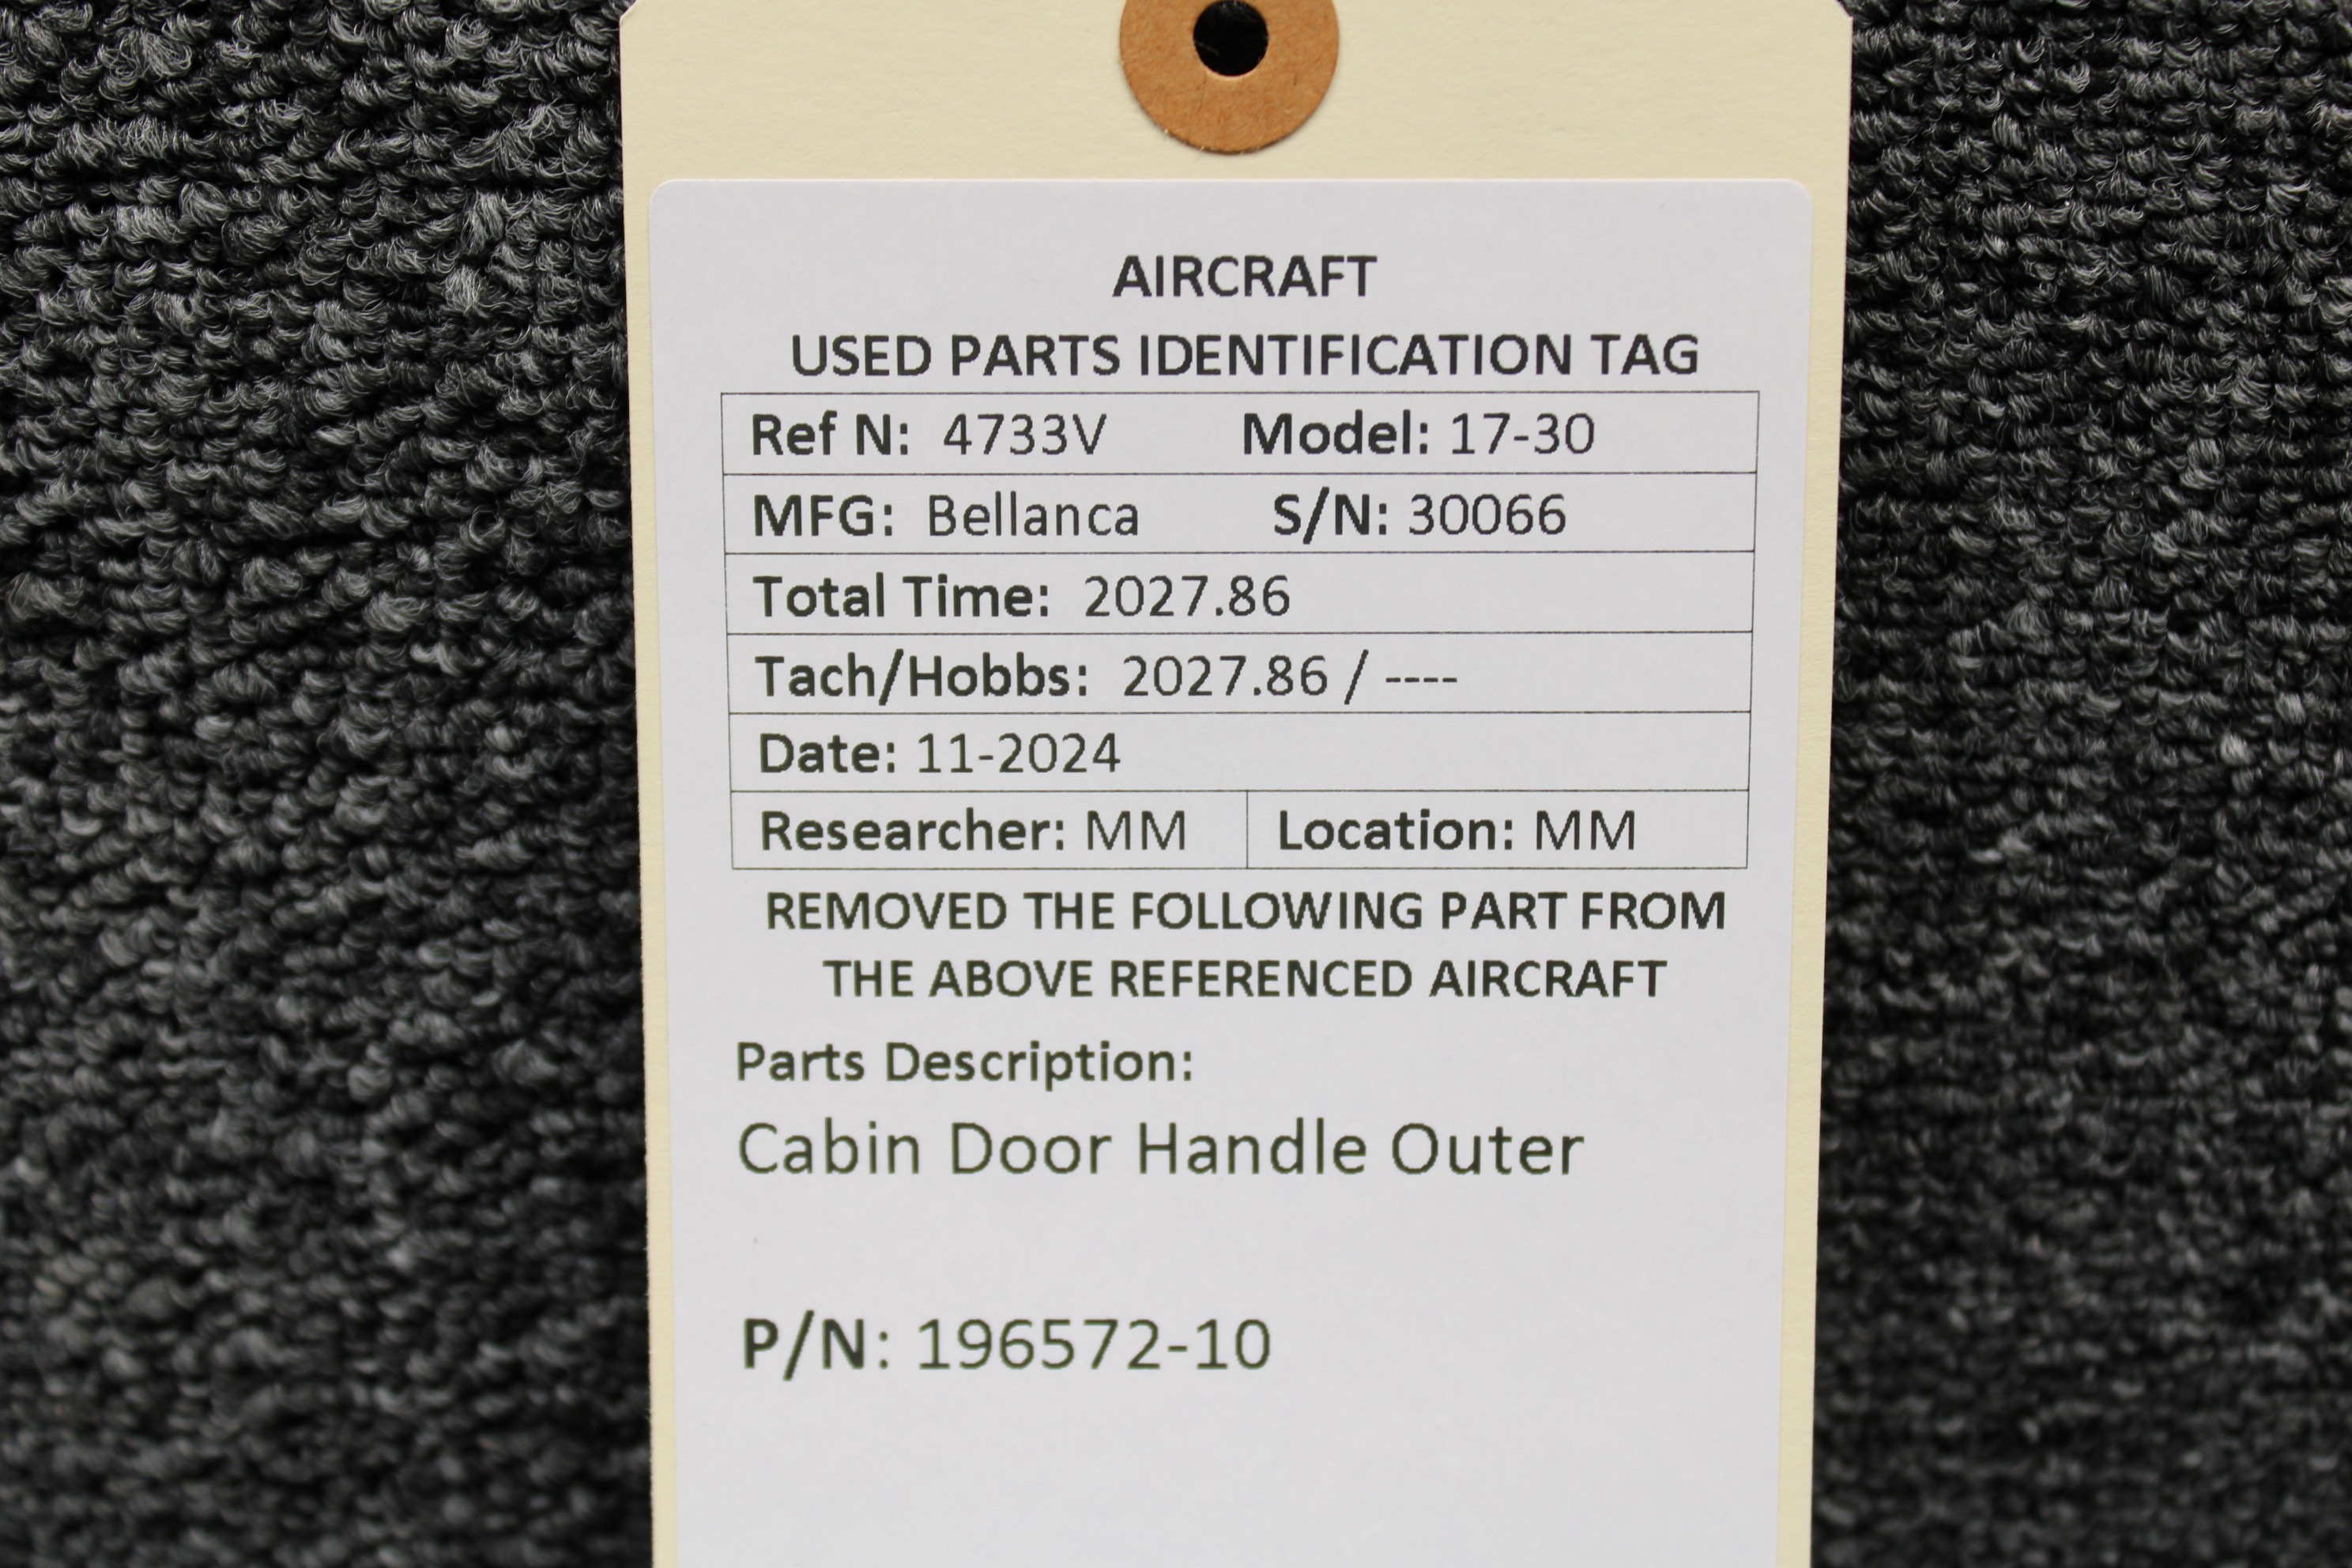 AIRCRAFT
USED PARTS IDENTIFICATION TAG
Ref N: 4733V Model: 17-30
MFG: Bellanca S/N: 30066
Total Time: 2027.86
Tach/Hobbs: 2027.86 / ----
Date: 11-2024
Researcher: MM Location: MM
REMOVED THE FOLLOWING PART FROM
THE ABOVE REFERENCED AIRCRAFT
Parts Description:
Cabin Door Handle Outer
P/N: 196572-10